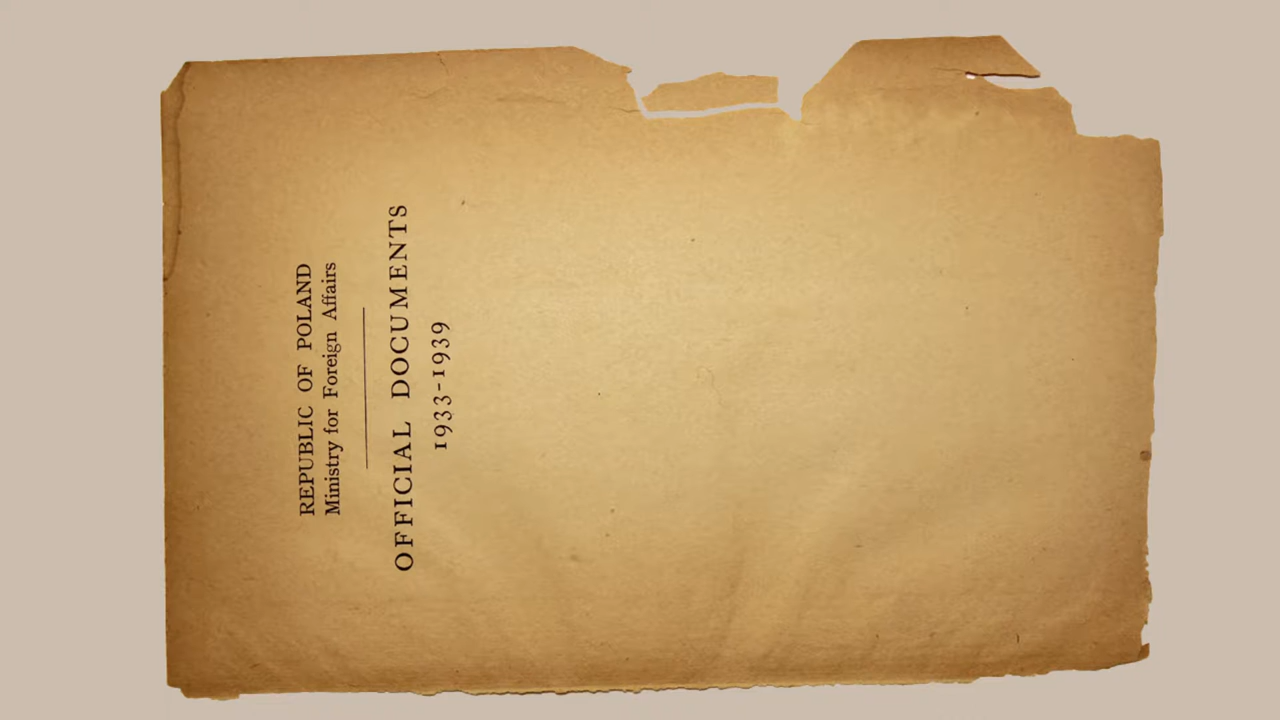 REPUBLIC OF POLAND
Ministry for Foreign Affairs
OFFICIAL DOCUMENTS
1933-1939